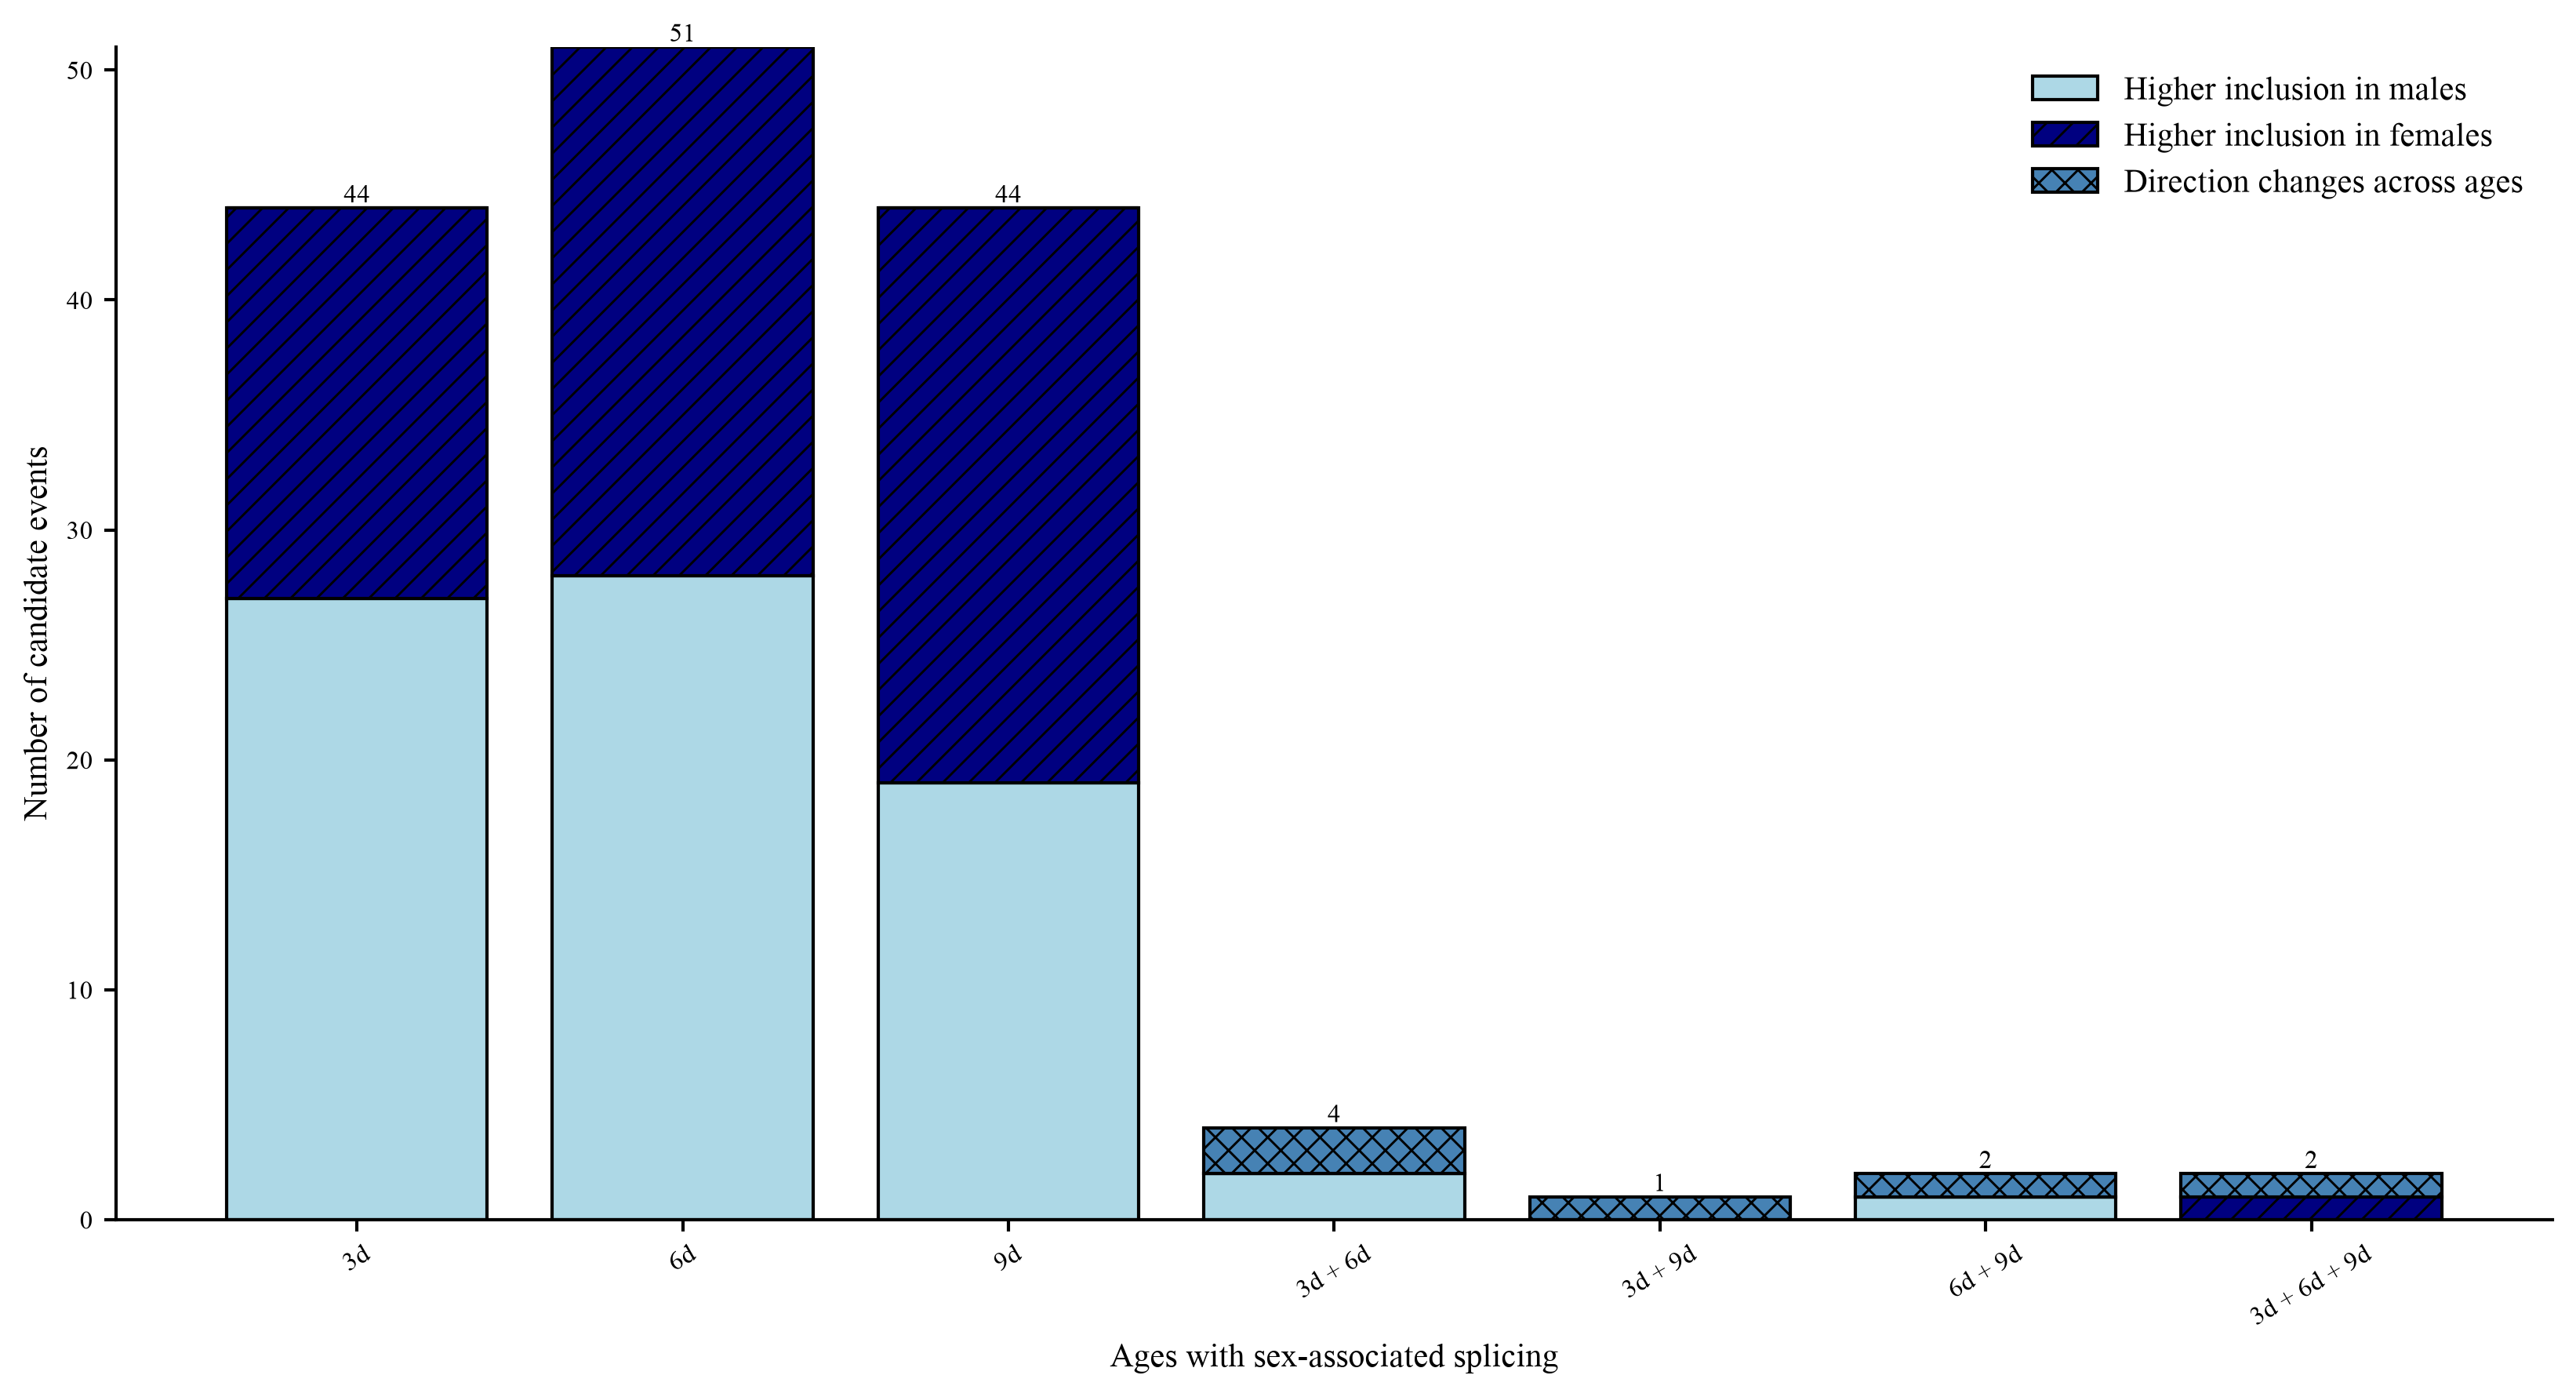 51
50
Higher inclusion in males
Higher inclusion in females
Direction changes across ages
44
44
40
30
Number of candidate events
20
10
4
2
2
1
0
3d
6d
9d
3d + 6d
3d + 9d
6d + 9d
3d + 6d + 9d
Ages with sex-associated splicing